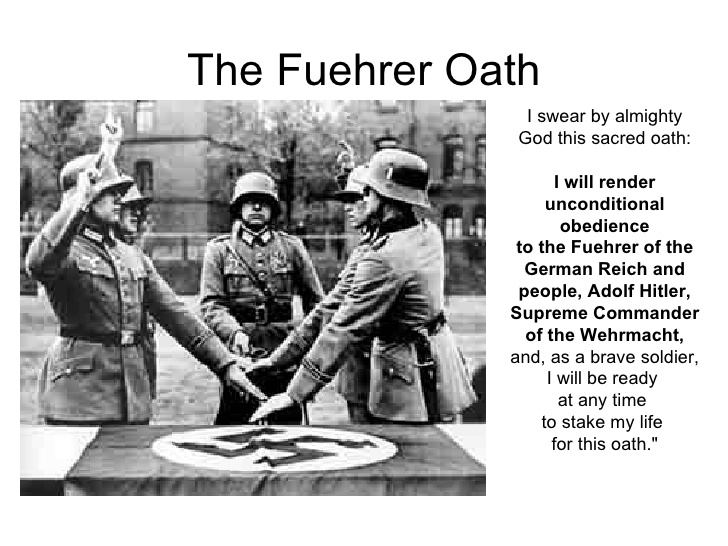 The Fuehrer Oath
I swear by almighty
God this sacred oath:
I will render
unconditional
obedience
to the Fuehrer of the
German Reich and
people, Adolf Hitler,
Supreme Commander
of the Wehrmacht,
and, as a brave soldier,
I will be ready
at any time
to stake my life
for this oath."